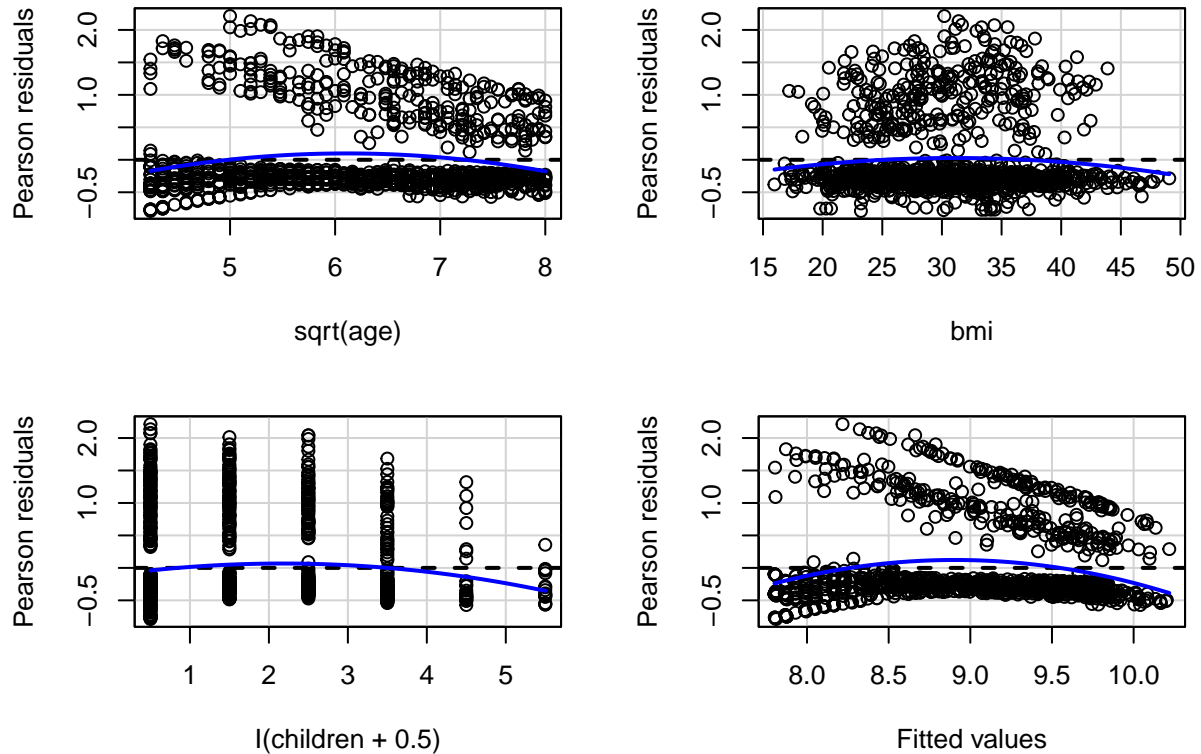 Pearson residuals
−0.5
1.0
2.0
5 6 7 8
sqrt(age)
Pearson residuals
−0.5
1.0
2.0
15 20 25 30 35 40 45 50
bmi
Pearson residuals
−0.5
1.0
2.0
1 2 3 4 5
I(children + 0.5)
Pearson residuals
−0.5
1.0
2.0
8.0 8.5 9.0 9.5 10.0
Fitted values